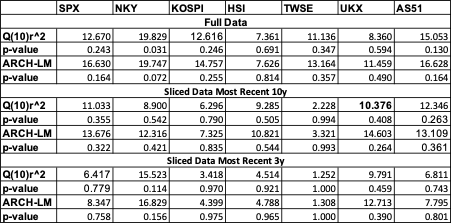 SPX NKY KOSPI HSI TWSE UKX AS51
Full Data
Q(10)r^2 12.670 19.829 12.616 7.361 11.136 8.360 15.053
p-value 0.243 0.031 0.246 0.691 0.347 0.594 0.130
ARCH-LM 16.630 19.747 14.757 7.626 13.164 11.459 16.628
p-value 0.164 0.072 0.255 0.814 0.357 0.490 0.164
Sliced Data Most Recent 10y
Q(10)r^2 11.033 8.900 6.296 9.285 2.228 10.376 12.346
p-value 0.355 0.542 0.790 0.505 0.994 0.408 0.263
ARCH-LM 13.676 12.316 7.325 10.821 3.321 14.603 13.109
p-value 0.322 0.421 0.835 0.544 0.993 0.264 0.361
Sliced Data Most Recent 3y
Q(10)r^2 6.417 15.523 3.418 4.514 1.252 9.791 6.811
p-value 0.779 0.114 0.970 0.921 1.000 0.459 0.743
ARCH-LM 8.347 16.829 4.399 4.788 1.308 12.713 7.795
p-value 0.758 0.156 0.975 0.965 1.000 0.390 0.801